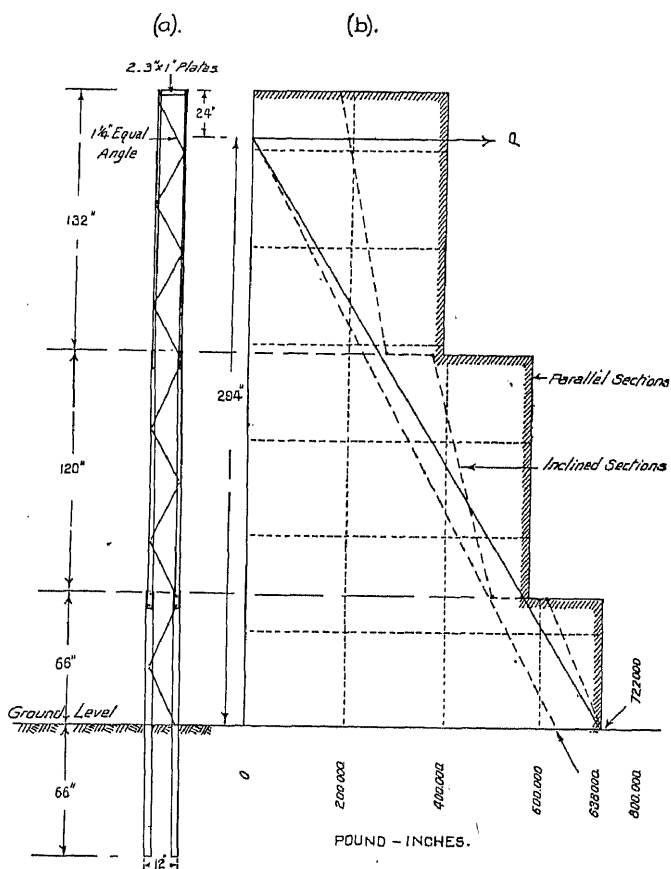 (a).
(b).
2-3"x1" Plates
24"
1¼" Equal
Angle
P
132"
294"
Parallel Sections
120"
Inclined Sections
66"
Ground Level
722000
66"
12"
0
200.000.
400.000.
600.000
638000.
800.000.
POUND - INCHES.